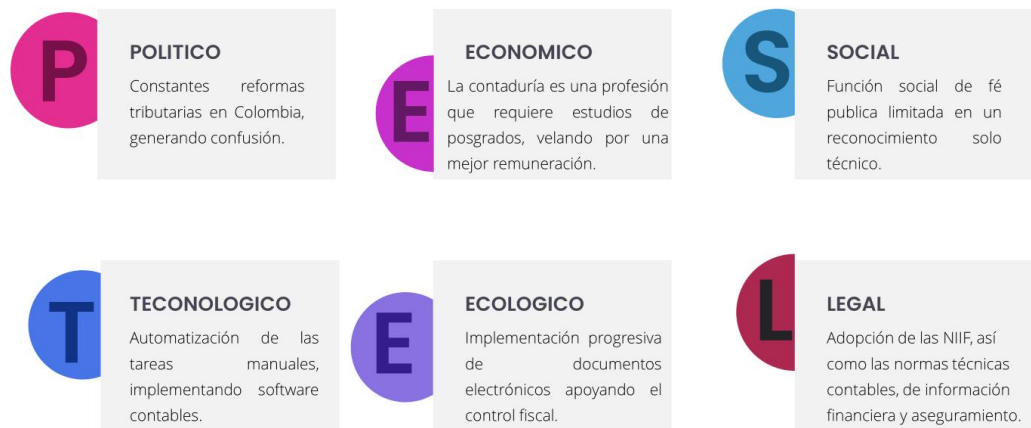 P
POLITICO
Constantes reformas
tributarias en Colombia,
generando confusión.
E
ECONOMICO
La contaduría es una profesión
que requiere estudios de
posgrados, velando por una
mejor remuneración.
S
SOCIAL
Función social de fé
publica limitada en un
reconocimiento solo
técnico.
T
TECONOLOGICO
Automatización de las
tareas manuales,
implementando software
contables.
E
ECOLOGICO
Implementación progresiva
de documentos
electrónicos apoyando el
control fiscal.
L
LEGAL
Adopción de las NIIF, así
como las normas técnicas
contables, de información
financiera y aseguramiento.